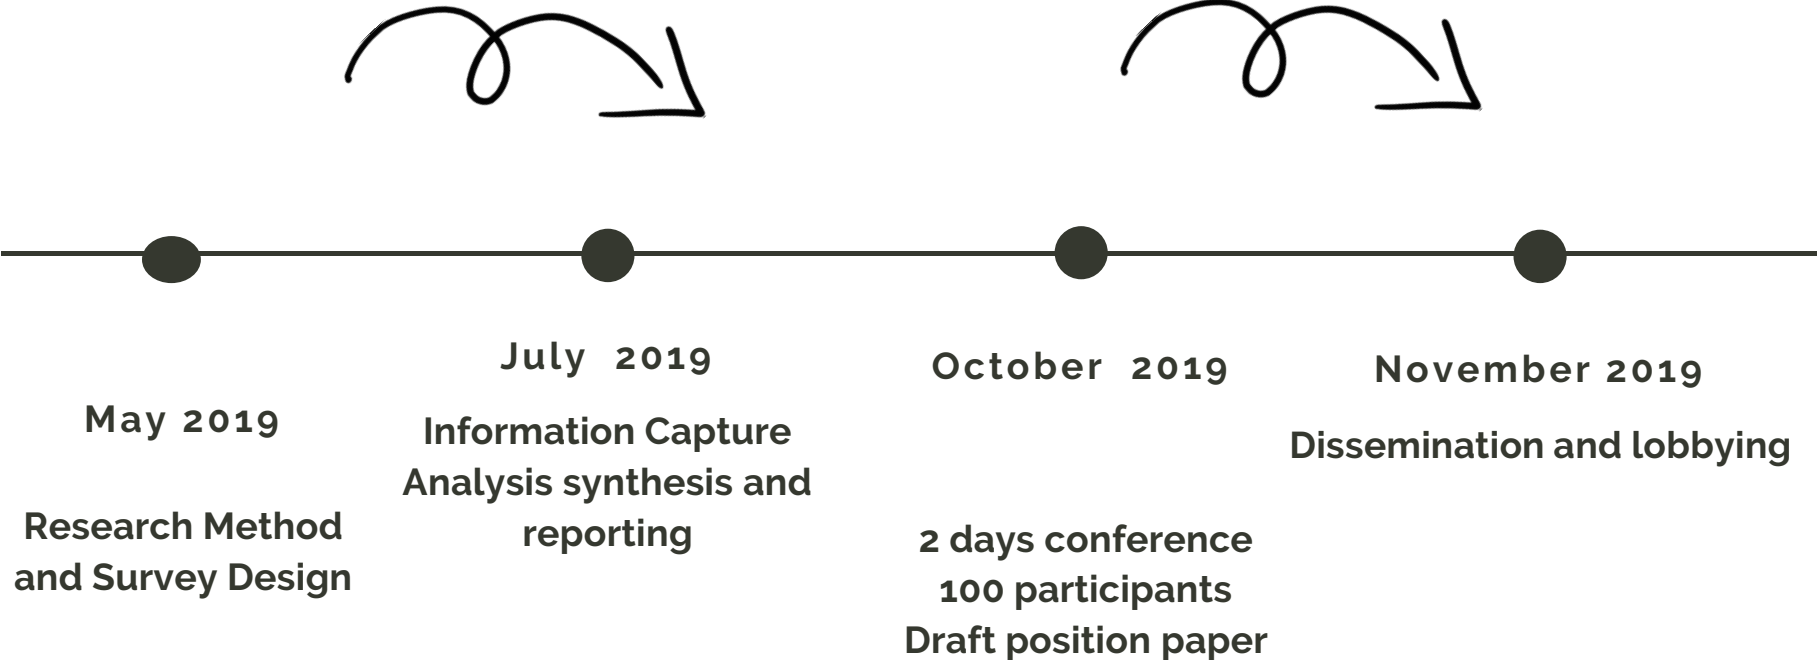 May 2019
Research Method
and Survey Design
July 2019
Information Capture
Analysis synthesis and
reporting
October 2019
2 days conference
100 participants
Draft position paper
November 2019
Dissemination and lobbying